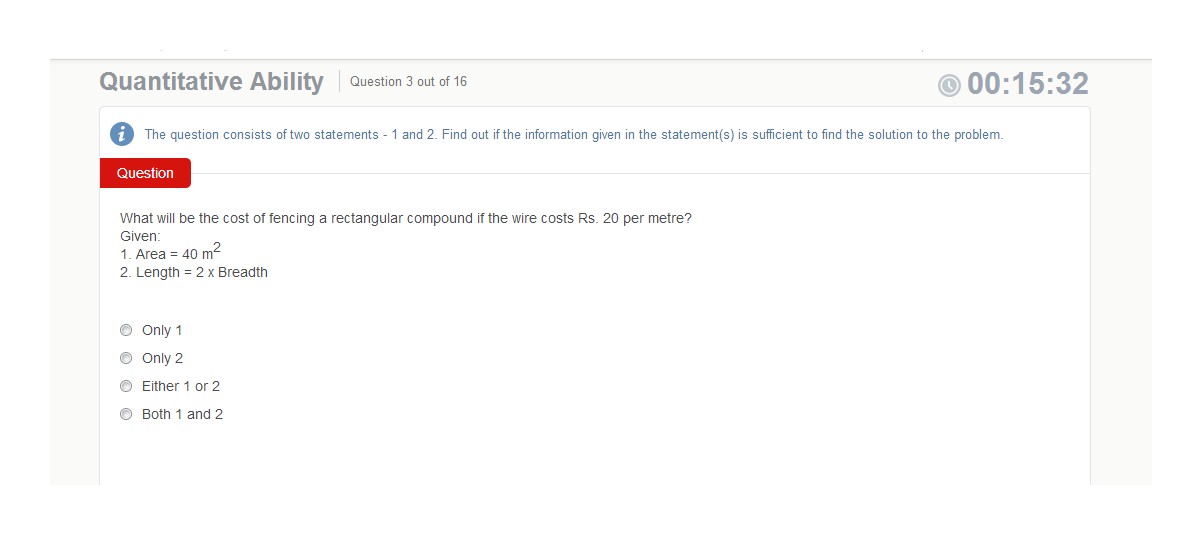 Quantitative Ability Question 3 out of 16 00:15:32
The question consists of two statements - 1 and 2. Find out if the information given in the statement(s) is sufficient to find the solution to the problem.
Question
What will be the cost of fencing a rectangular compound if the wire costs Rs. 20 per metre?
Given:
1. Area = 40 m²
2. Length = 2 x Breadth
Only 1
Only 2
Either 1 or 2
Both 1 and 2